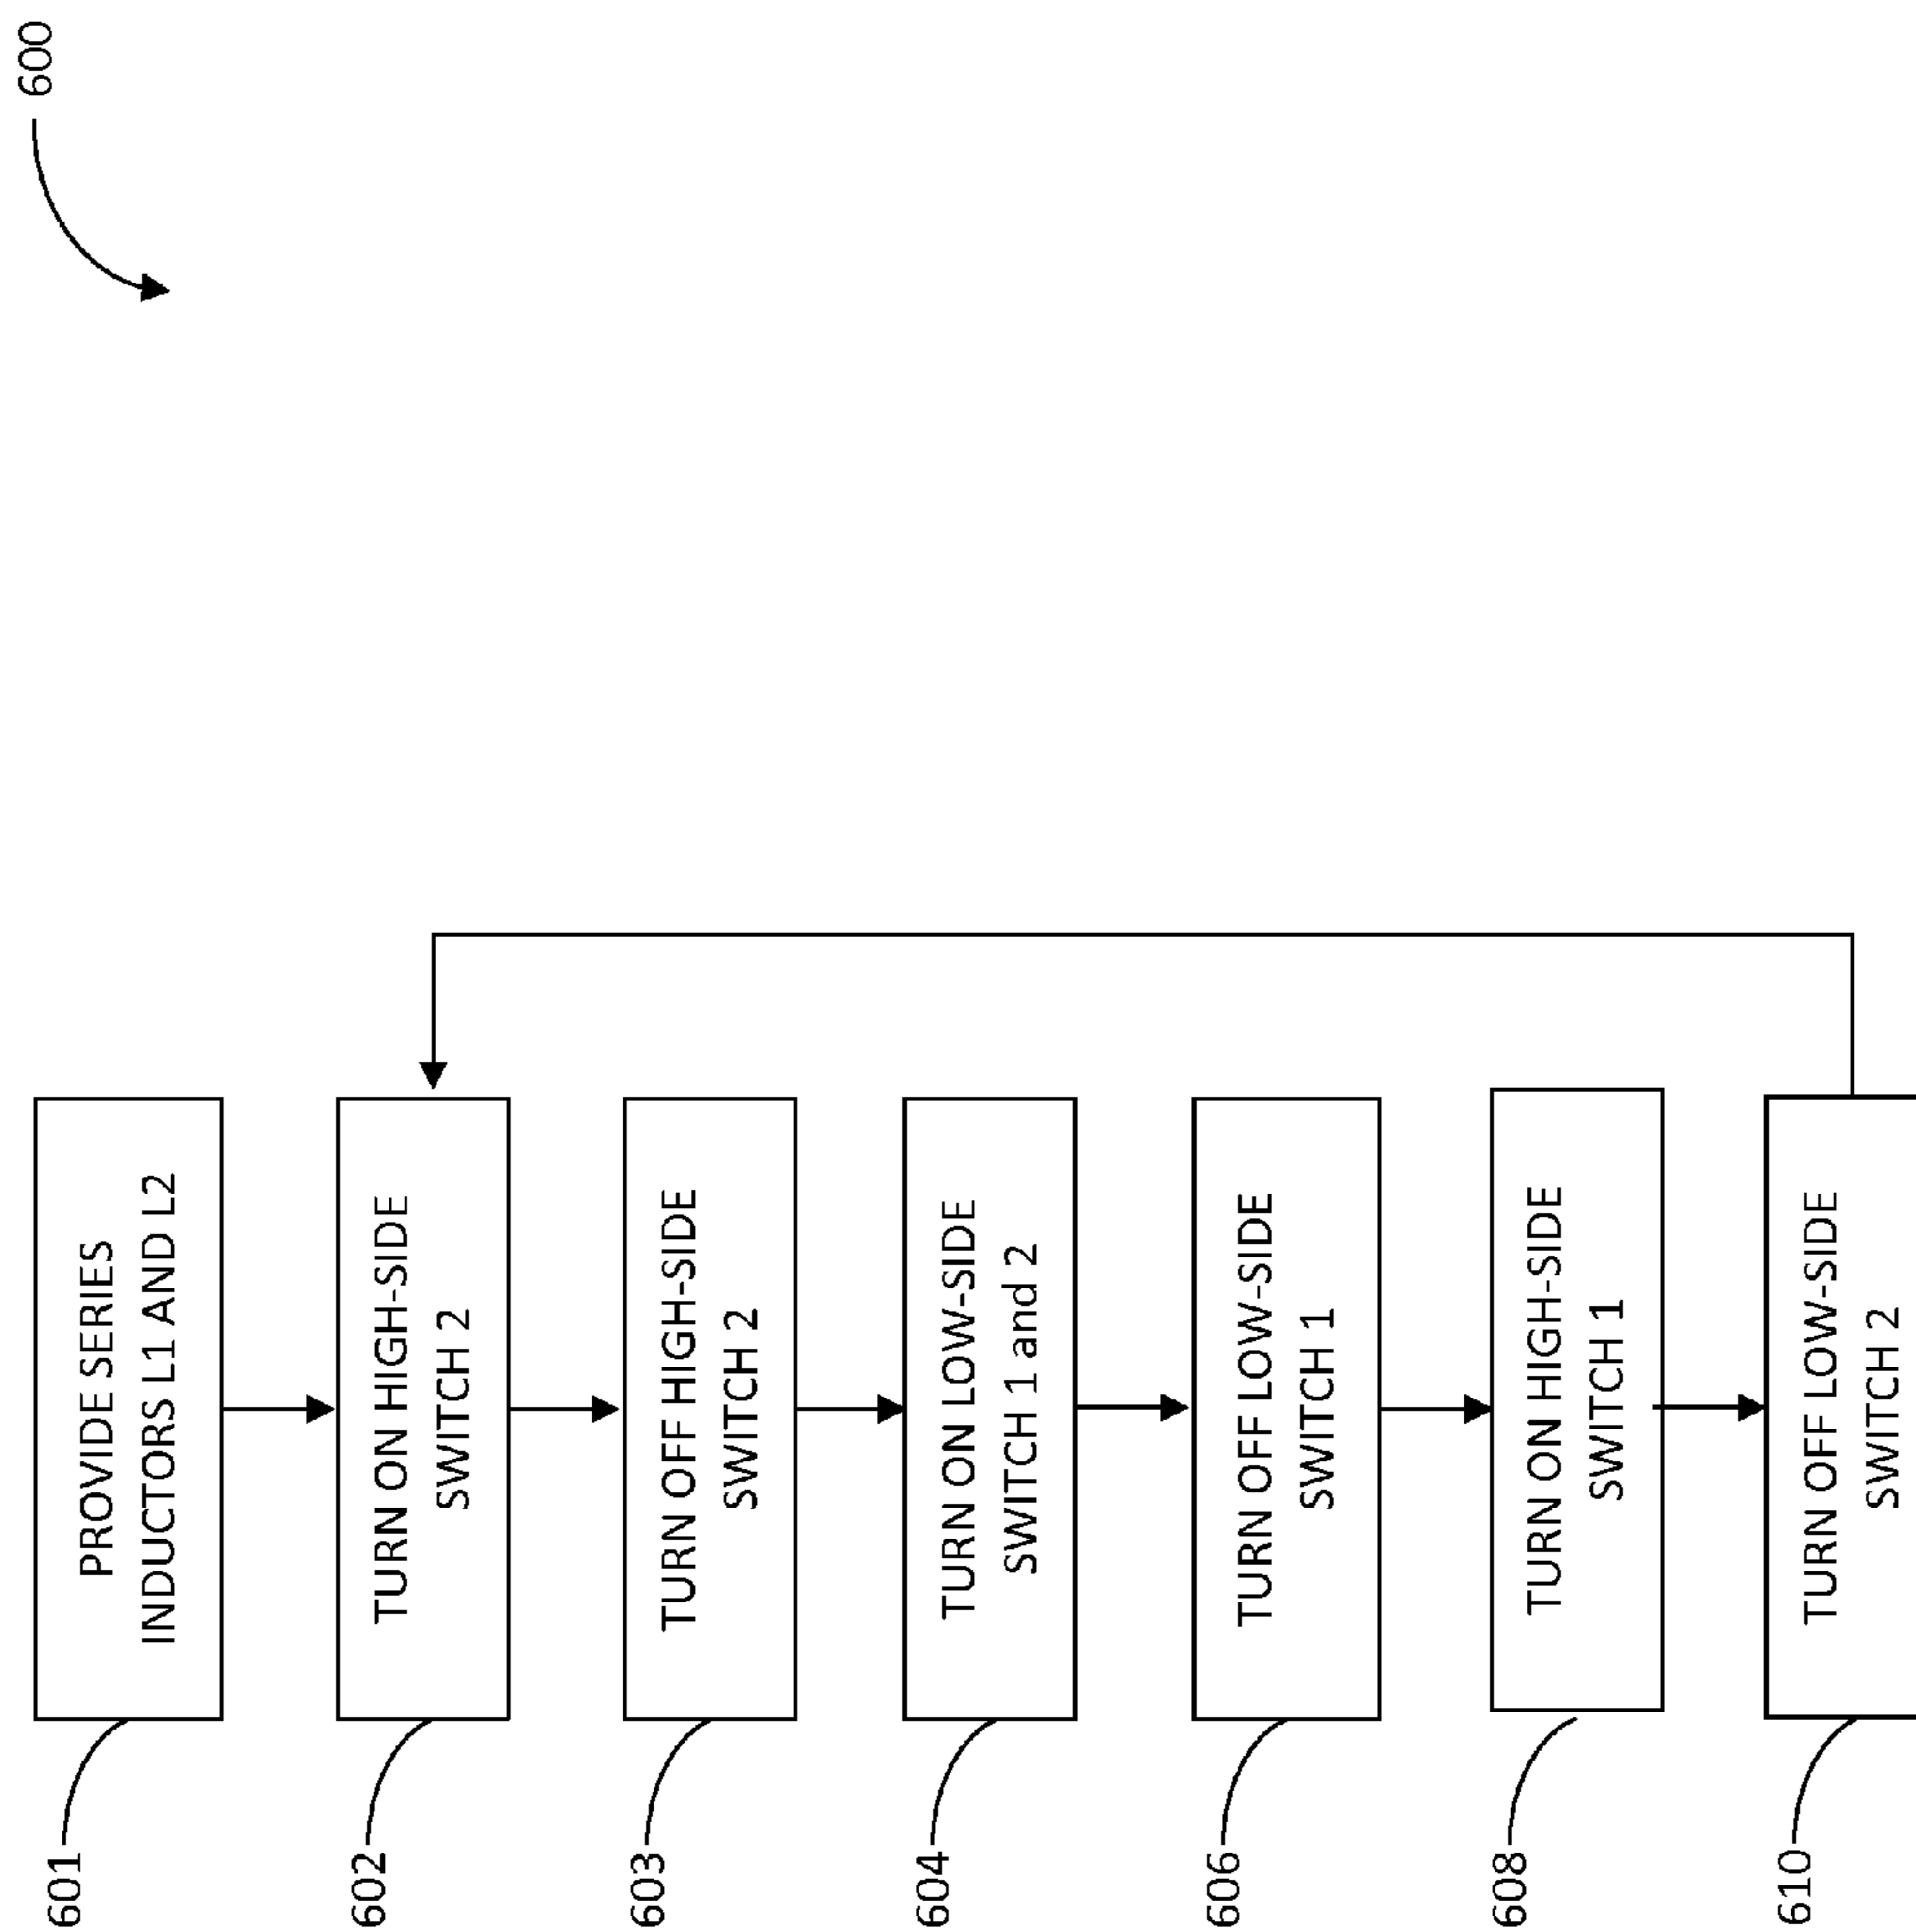 600
601
PROVIDE SERIES
INDUCTORS L1 AND L2
602
TURN ON HIGH-SIDE
SWITCH 2
603
TURN OFF HIGH-SIDE
SWITCH 2
604
TURN ON LOW-SIDE
SWITCH 1 and 2
606
TURN OFF LOW-SIDE
SWITCH 1
608
TURN ON HIGH-SIDE
SWITCH 1
610
TURN OFF LOW-SIDE
SWITCH 2